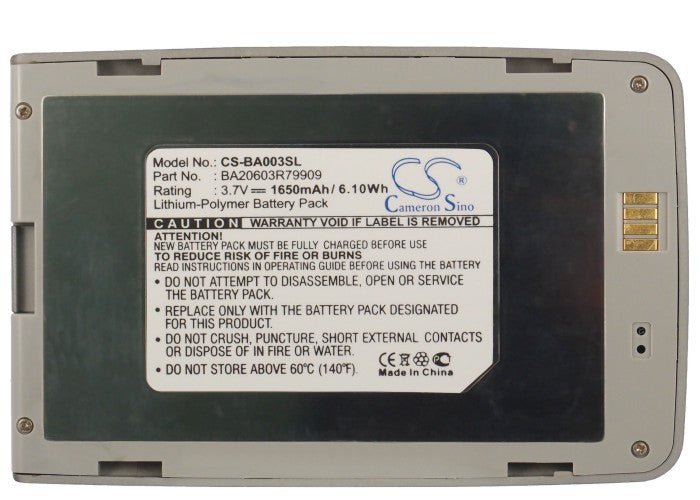 Model No.: CS-BA003SL
Part No. : BA20603R79909
Rating : 3.7V 1650mAh/ 6.10Wh
Lithium-Polymer Battery Pack
CS
®
Cameron Sino
WARRANTY IS VOID IF LABEL IS REMOVED
ATTENTION!
NEW BATTERY PACK MUST BE FULLY CHARGED BEFORE USE
TO REDUCE RISK OF FIRE OR BURNS
READ INSTRUCTIONS IN OPERATING GUIDE BEFORE USING BATTERY
• DO NOT ATTEMPT TO DISASSEMBLE, OPEN OR SERVICE
THE BATTERY PACK.
• REPLACE ONLY WITH THE BATTERY PACK DESIGNATED
FOR THIS PRODUCT.
• DO NOT CRUSH, PUNCTURE, SHORT EXTERNAL CONTACTS
OR DISPOSE OF IN FIRE OR WATER.
• DO NOT STORE ABOVE 60°C (140°F)
CE
Made In China